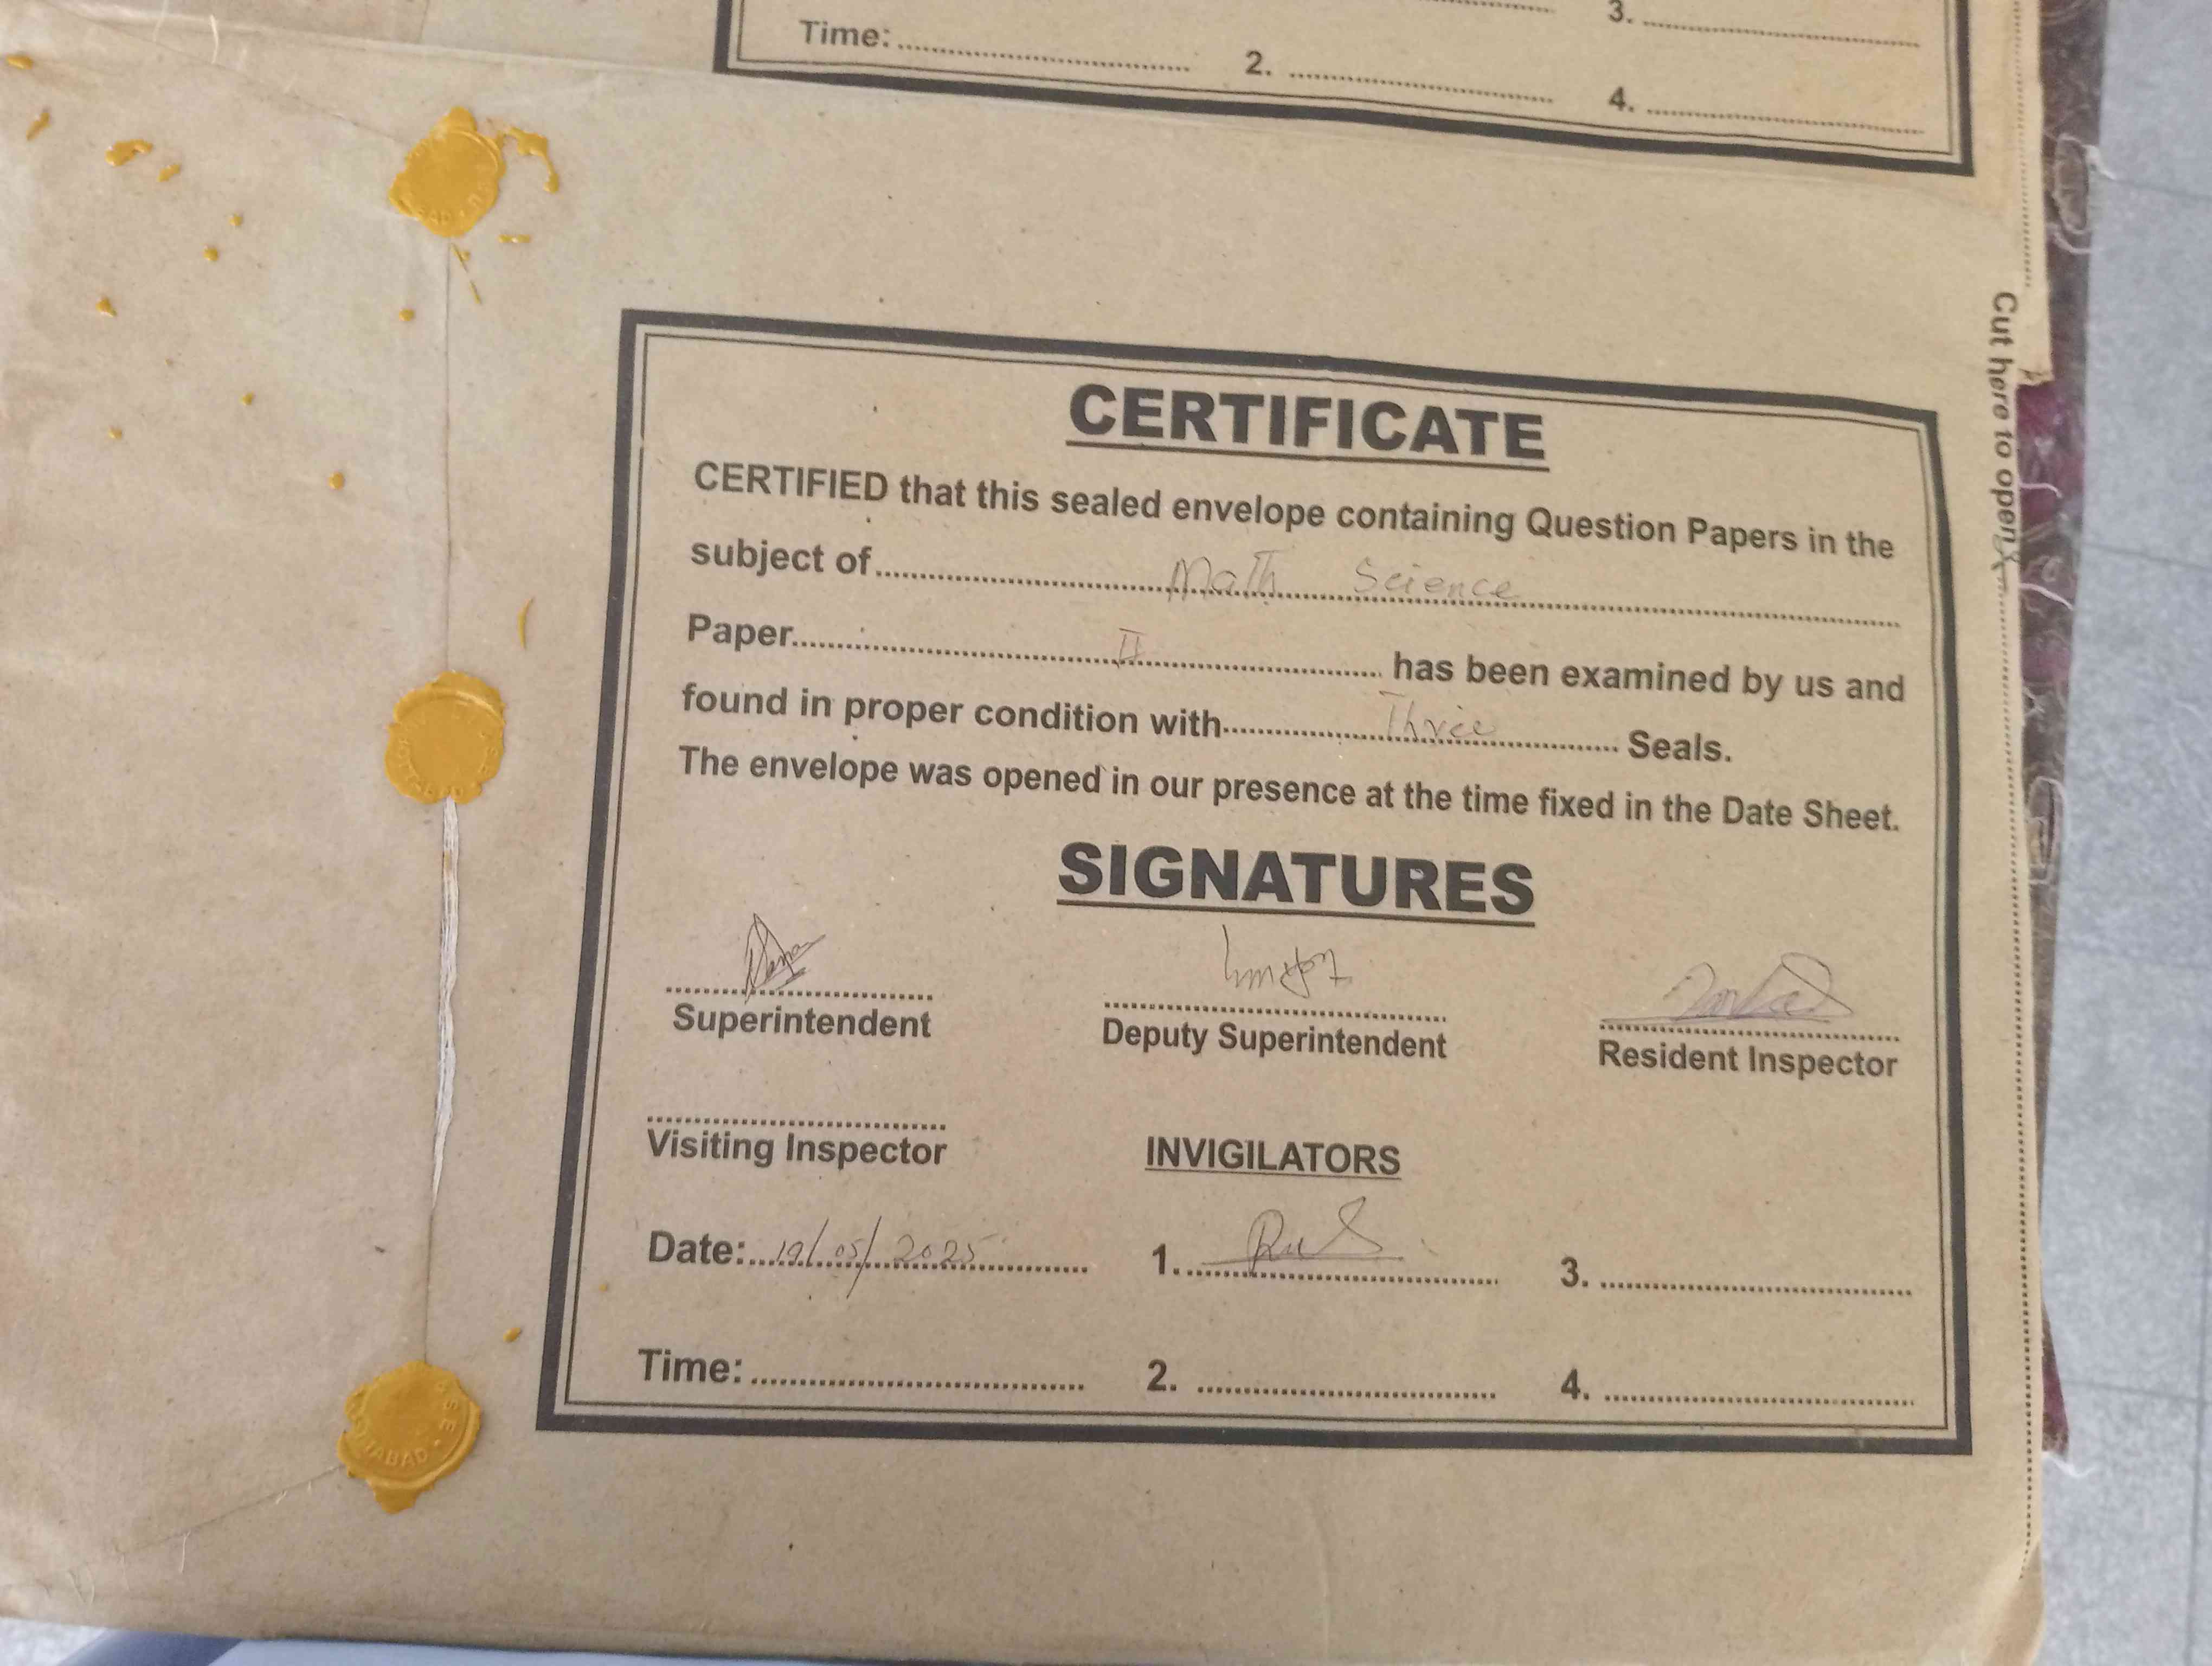 3. ....................
Time: ....................
2. ....................
4. ....................
Cut here to open
CERTIFICATE
CERTIFIED that this sealed envelope containing Question Papers in the
subject of.................... Math Science ....................
Paper.................... II .................... has been examined by us and
found in proper condition with.................... Three .................... Seals.
The envelope was opened in our presence at the time fixed in the Date Sheet.
SIGNATURES
Superintendent
Deputy Superintendent
Resident Inspector
Visiting Inspector
INVIGILATORS
Date: 19/05/2025
1. ....................
3. ....................
Time: ....................
2. ....................
4. ....................